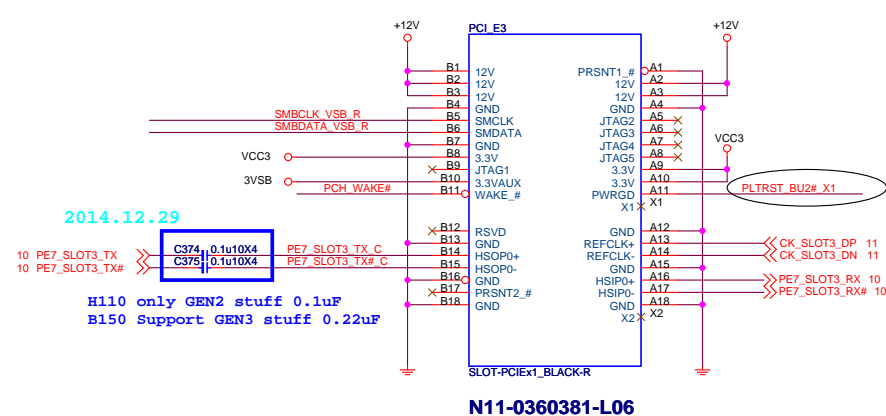 PCI_E3
+12V
+12V
B1 12V
B2 12V
B3 12V
B4 GND
SMBCLK_VSB_R B5 SMCLK
SMBDATA_VSB_R B6 SMDATA
B7 GND
VCC3 B8 3.3V
B9 JTAG1
3VSB B10 3.3VAUX
PCH_WAKE# B11 WAKE_#
PRSNT1_# A1
12V A2
12V A3
GND A4
JTAG2 A5
JTAG3 A6
JTAG4 A7
JTAG5 A8
VCC3
3.3V A9
3.3V A10
PWRGD A11 PLTRST_BU2#_X1
X1 X1
2014.12.29
B12 RSVD
B13 GND
10 PE7_SLOT3_TX C374 0.1u10X4 PE7_SLOT3_TX_C B14 HSOP0+
10 PE7_SLOT3_TX# C375 0.1u10X4 PE7_SLOT3_TX#_C B15 HSOP0-
B16 GND
B17 PRSNT2_#
B18 GND
GND A12
REFCLK+ A13 CK_SLOT3_DP 11
REFCLK- A14 CK_SLOT3_DN 11
GND A15
HSIP0+ A16 PE7_SLOT3_RX 10
HSIP0- A17 PE7_SLOT3_RX# 10
GND A18
X2 X2
H110 only GEN2 stuff 0.1uF
B150 Support GEN3 stuff 0.22uF
SLOT-PCIEx1_BLACK-R
N11-0360381-L06